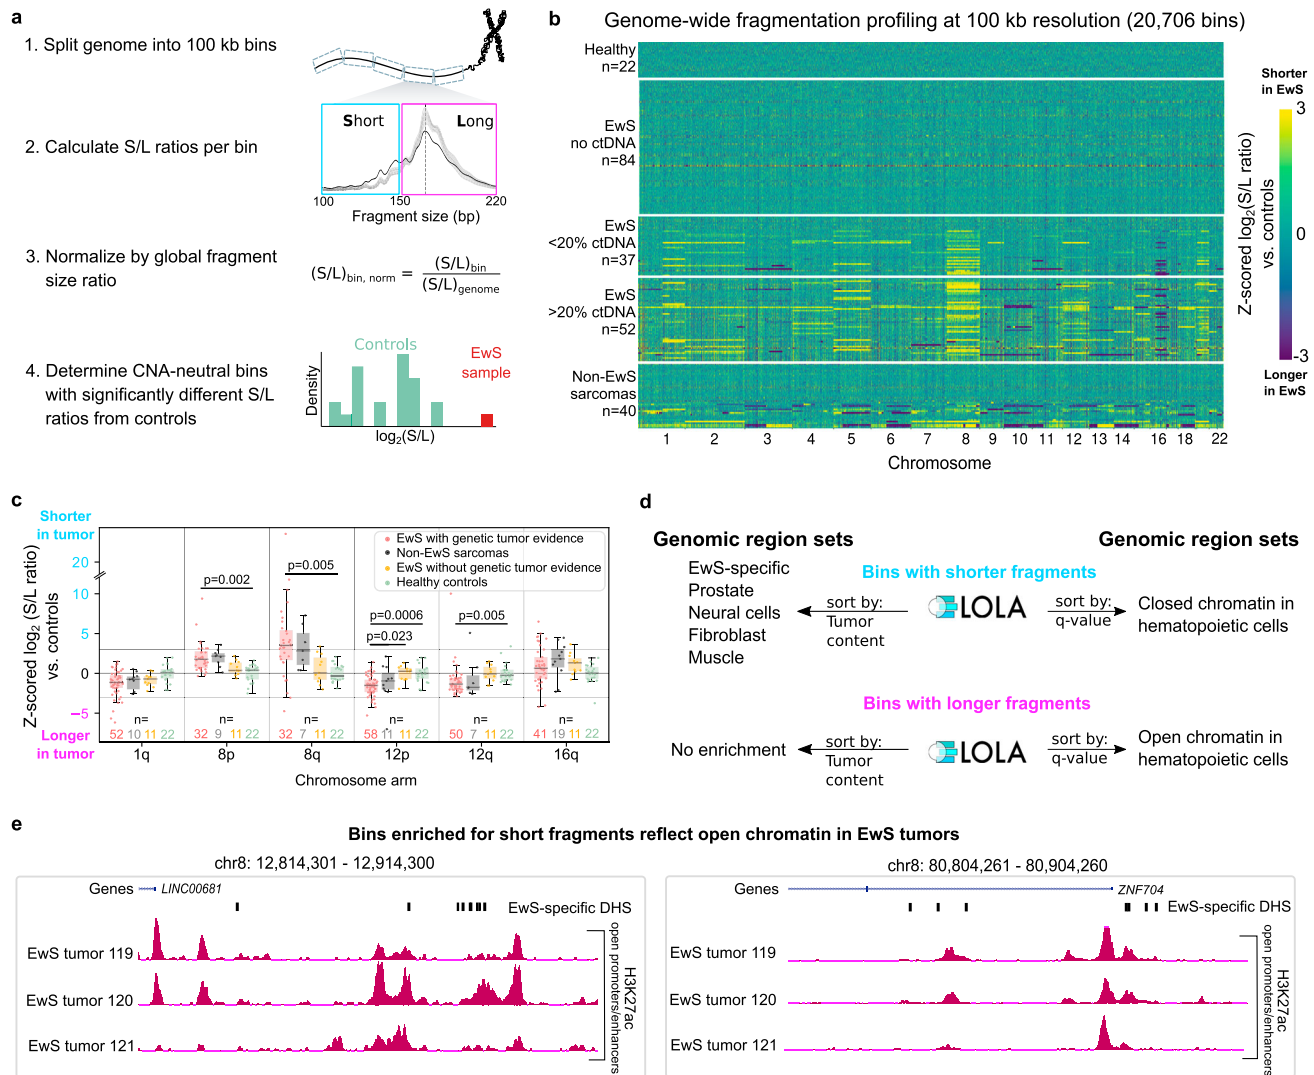 a
1. Split genome into 100 kb bins
2. Calculate S/L ratios per bin
Short
Long
100
150
220
Fragment size (bp)
3. Normalize by global fragment
size ratio
(S/L)bin, norm = (S/L)bin
(S/L)genome
4. Determine CNA-neutral bins
with significantly different S/L
ratios from controls
Controls
EwS
sample
Density
log2(S/L)
b
Genome-wide fragmentation profiling at 100 kb resolution (20,706 bins)
Healthy
n=22
EwS
no ctDNA
n=84
EwS
<20% ctDNA
n=37
EwS
>20% ctDNA
n=52
Non-EwS
sarcomas
n=40
1 2 3 4 5 6 7 8 9 10 11 12 13 14 16 18 22
Chromosome
Z-scored log2(S/L ratio)
vs. controls
Shorter
in EwS
3
0
-3
Longer
in EwS
c
Shorter
in tumor
20
10
5
0
−5
Longer
in tumor
Z-scored log2 (S/L ratio)
vs. controls
EwS with genetic tumor evidence
Non-EwS sarcomas
EwS without genetic tumor evidence
Healthy controls
p=0.002
p=0.005
p=0.0006
p=0.023
p=0.005
n= n= n= n= n= n=
52 10 11 22 32 9 11 22 32 7 11 22 58 11 11 22 50 7 11 22 41 19 11 22
1q 8p 8q 12p 12q 16q
Chromosome arm
d
Genomic region sets
Genomic region sets
EwS-specific
Prostate
Neural cells
Fibroblast
Muscle
Bins with shorter fragments
sort by:
Tumor
content
LOLA
sort by:
q-value
Closed chromatin in
hematopoietic cells
Bins with longer fragments
No enrichment
sort by:
Tumor
content
LOLA
sort by:
q-value
Open chromatin in
hematopoietic cells
e
Bins enriched for short fragments reflect open chromatin in EwS tumors
chr8: 12,814,301 - 12,914,300
Genes
LINC00681
EwS-specific DHS
EwS tumor 119
EwS tumor 120
EwS tumor 121
H3K27ac
open promoters/enhancers
chr8: 80,804,261 - 80,904,260
Genes
ZNF704
EwS-specific DHS
EwS tumor 119
EwS tumor 120
EwS tumor 121
H3K27ac
open promoters/enhancers